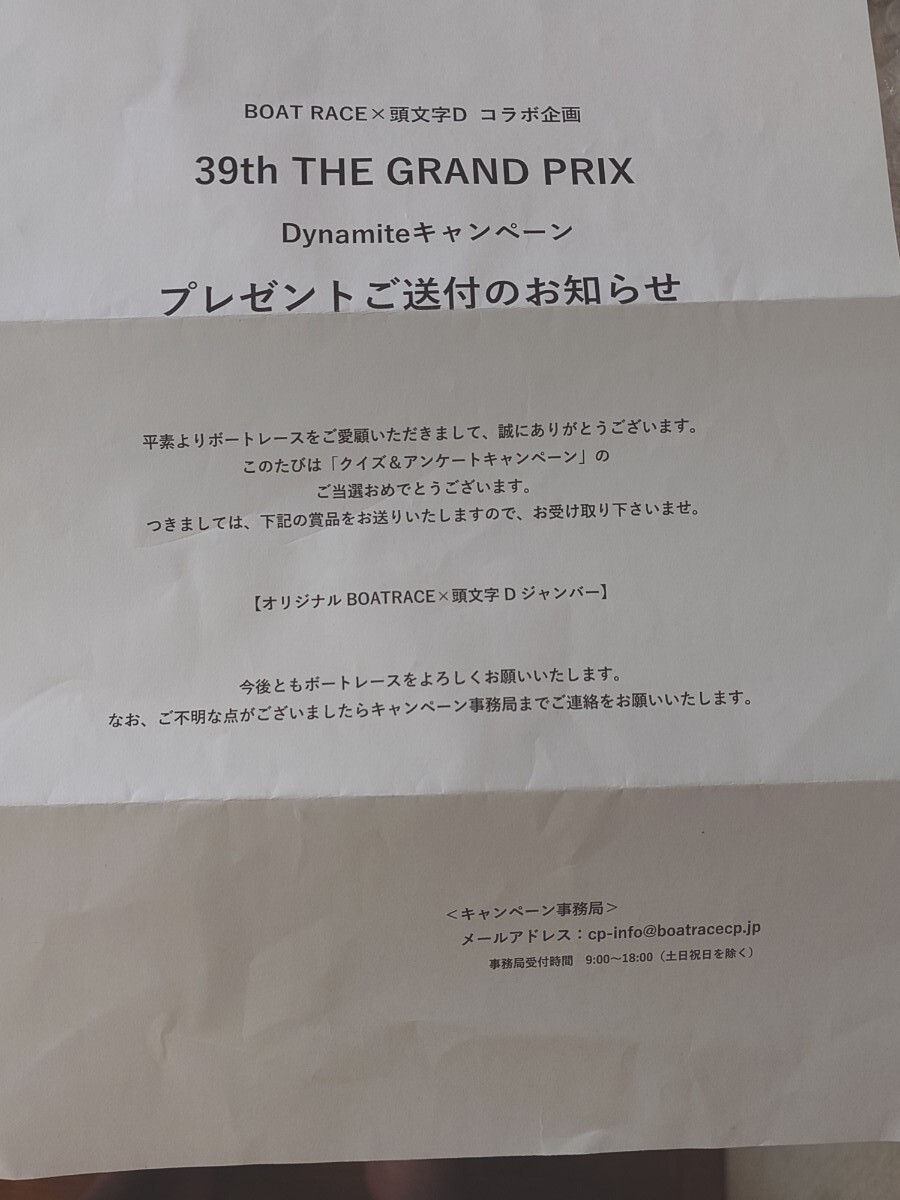 BOAT RACE×頭文字D コラボ企画
39th THE GRAND PRIX
Dynamiteキャンペーン
プレゼントご送付のお知らせ
平素よりボートレースをご愛顧いただきまして、誠にありがとうございます。
このたびは「クイズ＆アンケートキャンペーン」の
ご当選おめでとうございます。
つきましては、下記の賞品をお送りいたしますので、お受け取り下さいませ。
【オリジナル BOATRACE×頭文字 D ジャンバー】
今後ともボートレースをよろしくお願いいたします。
なお、ご不明な点がございましたらキャンペーン事務局までご連絡をお願いいたします。
＜キャンペーン事務局＞
メールアドレス：cp-info@boatracecp.jp
事務局受付時間 9:00～18:00（土日祝日を除く）